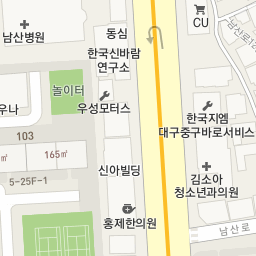 남산병원
동심
CU
한국신바람
연구소
놀이터
우성모터스
우나
한국지엠
대구중구바로서비스
103
165㎡
5-25F-1
신아빌딩
김소아
청소년과의원
홍제한의원
남산로